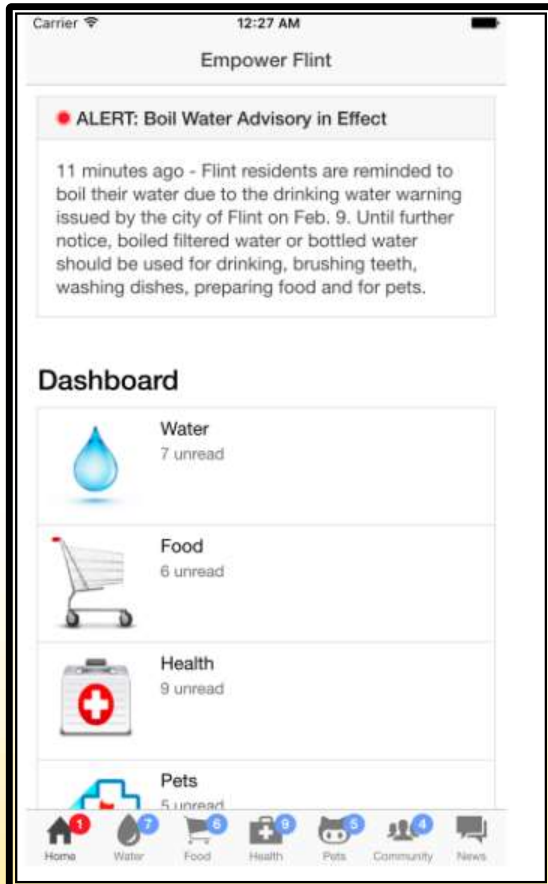 Carrier 12:27 AM
Empower Flint
ALERT: Boil Water Advisory in Effect
11 minutes ago - Flint residents are reminded to
boil their water due to the drinking water warning
issued by the city of Flint on Feb. 9. Until further
notice, boiled filtered water or bottled water
should be used for drinking, brushing teeth,
washing dishes, preparing food and for pets.
Dashboard
Water
7 unread
Food
6 unread
Health
9 unread
Pets
5 unread
1 7 6 9 5 4
Home Water Food Health Pets Community News